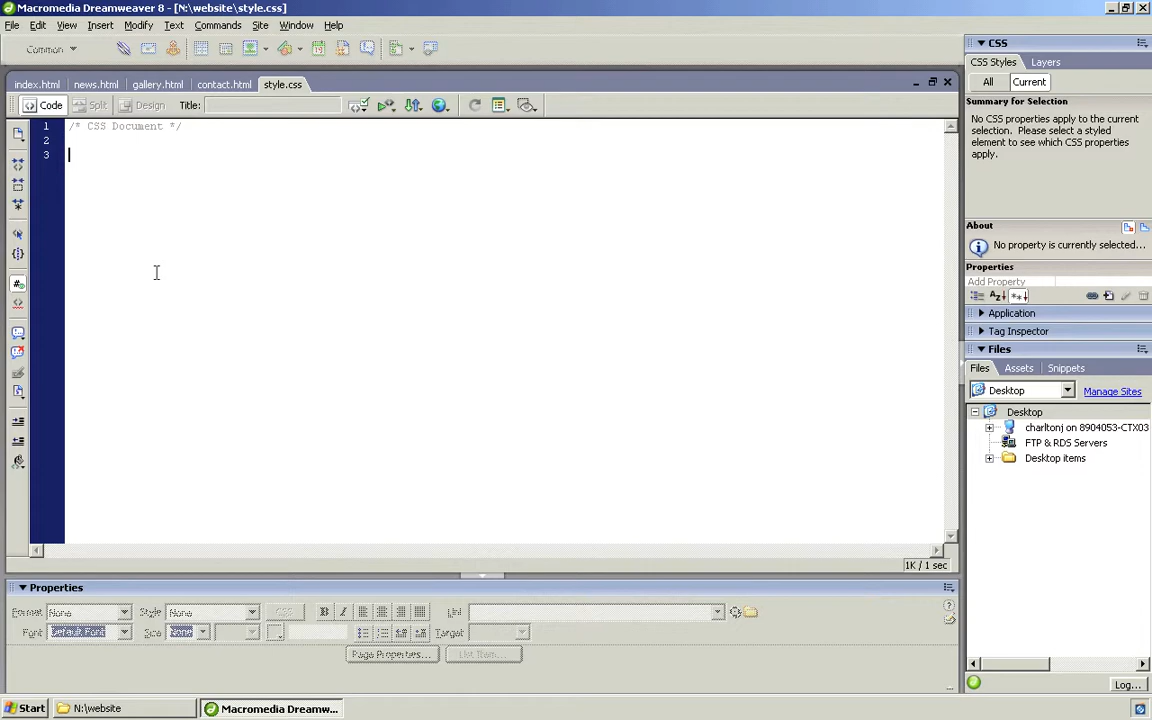 Macromedia Dreamweaver 8 - [N:\website\style.css]
File Edit View Insert Modify Text Commands Site Window Help
Common
index.html news.html gallery.html contact.html style.css
Code Split Design Title:
1 /* CSS Document */
2
3
1K / 1 sec
Properties
Format None Style None CSS B I Link
Font Default Font Size None Target
Page Properties... List Item...
CSS
CSS Styles Layers
All Current
Summary for Selection
No CSS properties apply to the current
selection. Please select a styled
element to see which CSS properties
apply.
About
No property is currently selected...
Properties
Add Property
Application
Tag Inspector
Files
Files Assets Snippets
Desktop Manage Sites
Desktop
charltonj on 8904053-CTX03
FTP & RDS Servers
Desktop items
Log...
Start N:\website Macromedia Dreamw...